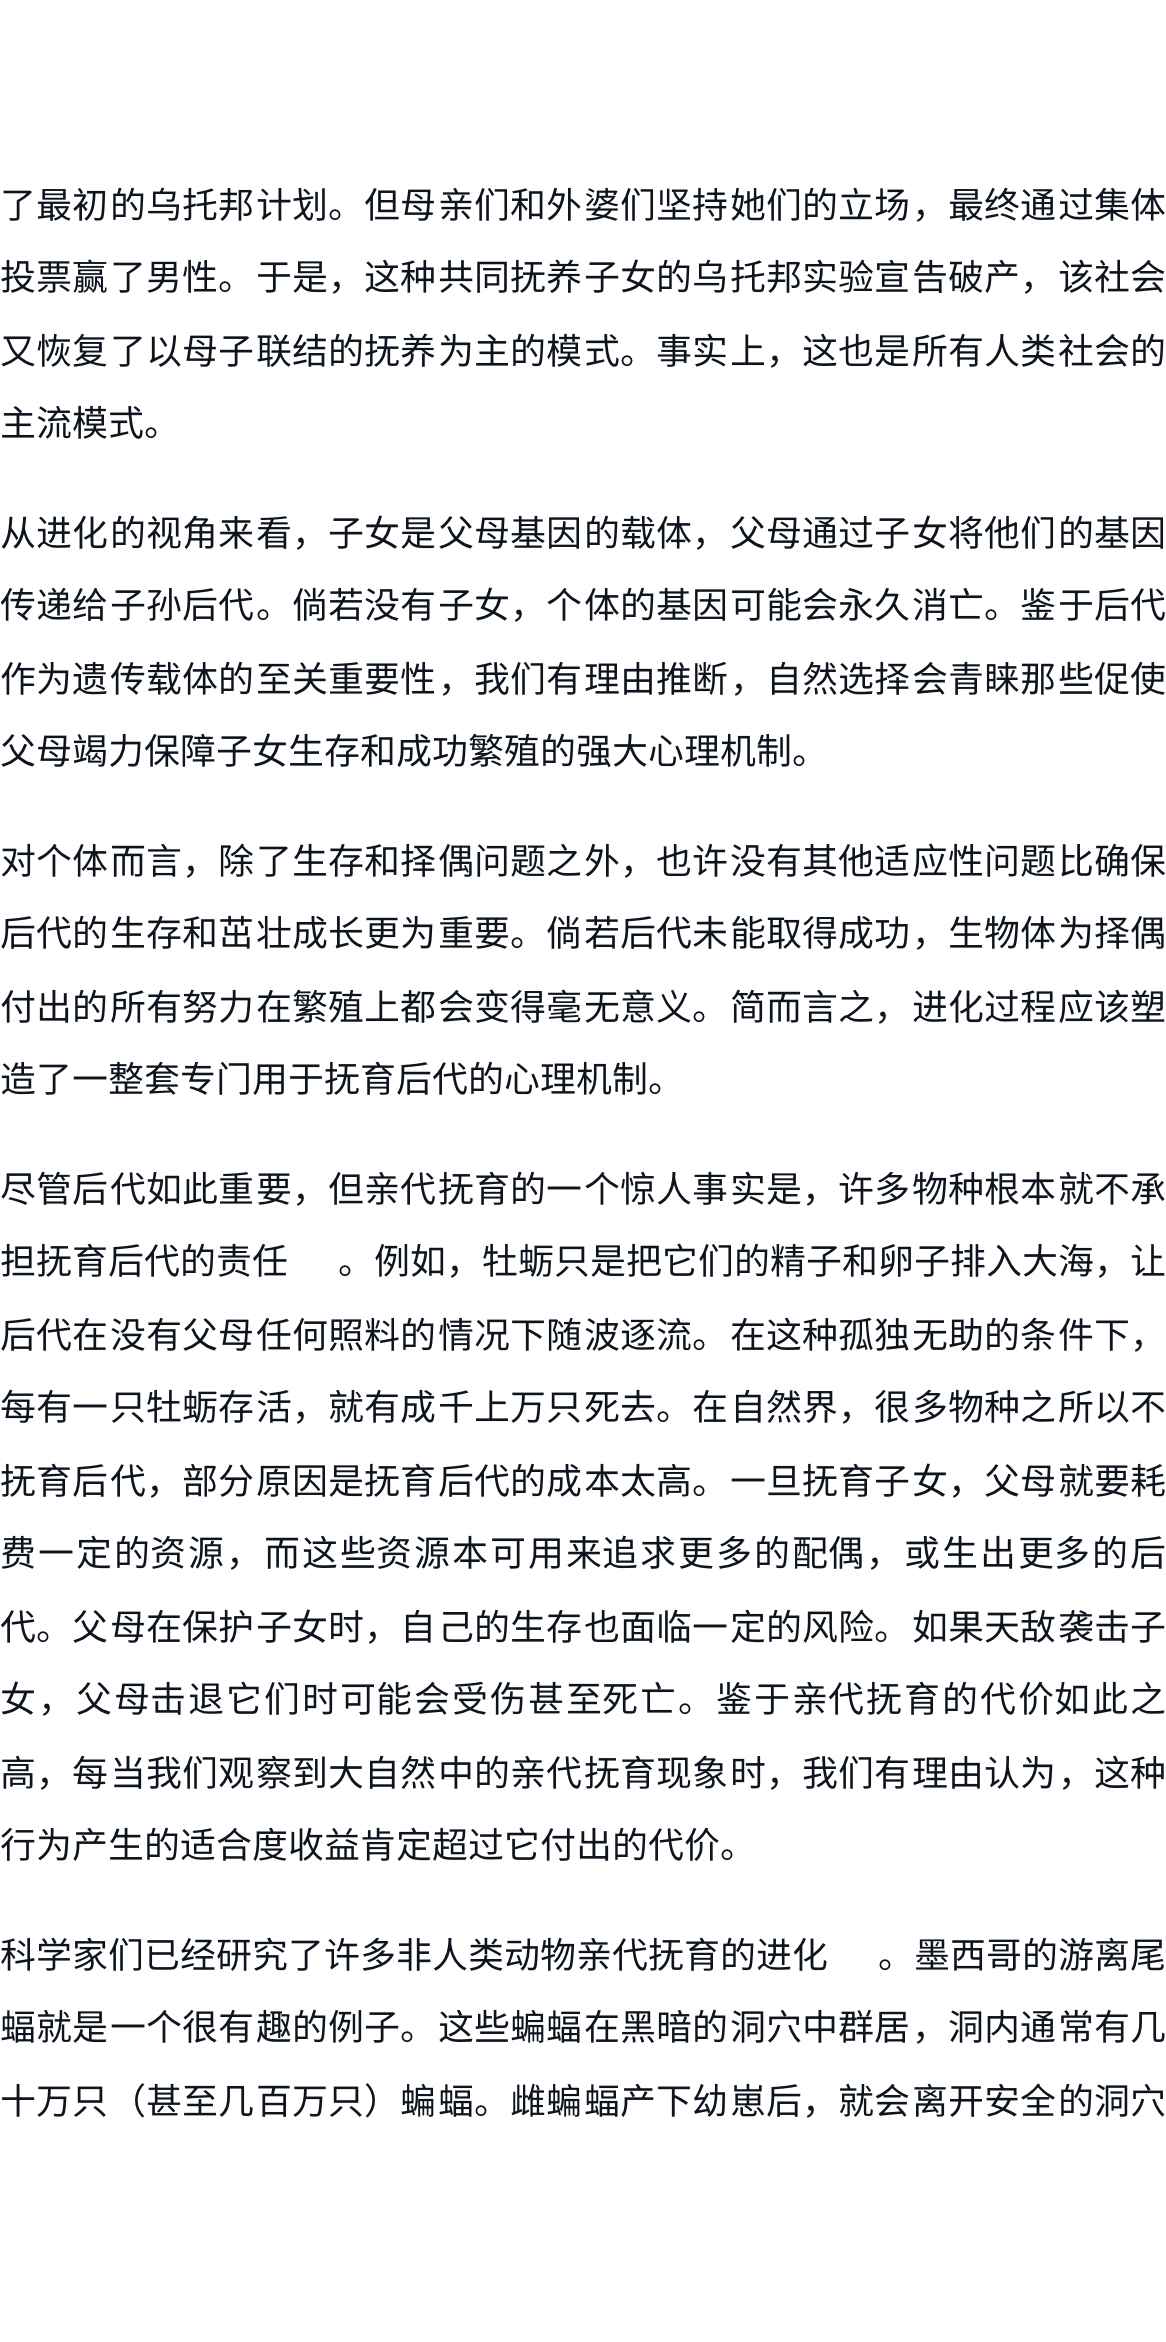 了最初的乌托邦计划。但母亲们和外婆们坚持她们的立场，最终通过集体
投票赢了男性。于是，这种共同抚养子女的乌托邦实验宣告破产，该社会
又恢复了以母子联结的抚养为主的模式。事实上，这也是所有人类社会的
主流模式。
从进化的视角来看，子女是父母基因的载体，父母通过子女将他们的基因
传递给子孙后代。倘若没有子女，个体的基因可能会永久消亡。鉴于后代
作为遗传载体的至关重要性，我们有理由推断，自然选择会青睐那些促使
父母竭力保障子女生存和成功繁殖的强大心理机制。
对个体而言，除了生存和择偶问题之外，也许没有其他适应性问题比确保
后代的生存和茁壮成长更为重要。倘若后代未能取得成功，生物体为择偶
付出的所有努力在繁殖上都会变得毫无意义。简而言之，进化过程应该塑
造了一整套专门用于抚育后代的心理机制。
尽管后代如此重要，但亲代抚育的一个惊人事实是，许多物种根本就不承
担抚育后代的责任 。例如，牡蛎只是把它们的精子和卵子排入大海，让
后代在没有父母任何照料的情况下随波逐流。在这种孤独无助的条件下，
每有一只牡蛎存活，就有成千上万只死去。在自然界，很多物种之所以不
抚育后代，部分原因是抚育后代的成本太高。一旦抚育子女，父母就要耗
费一定的资源，而这些资源本可用来追求更多的配偶，或生出更多的后
代。父母在保护子女时，自己的生存也面临一定的风险。如果天敌袭击子
女，父母击退它们时可能会受伤甚至死亡。鉴于亲代抚育的代价如此之
高，每当我们观察到大自然中的亲代抚育现象时，我们有理由认为，这种
行为产生的适合度收益肯定超过它付出的代价。
科学家们已经研究了许多非人类动物亲代抚育的进化 。墨西哥的游离尾
蝠就是一个很有趣的例子。这些蝙蝠在黑暗的洞穴中群居，洞内通常有几
十万只（甚至几百万只）蝙蝠。雌蝙蝠产下幼崽后，就会离开安全的洞穴